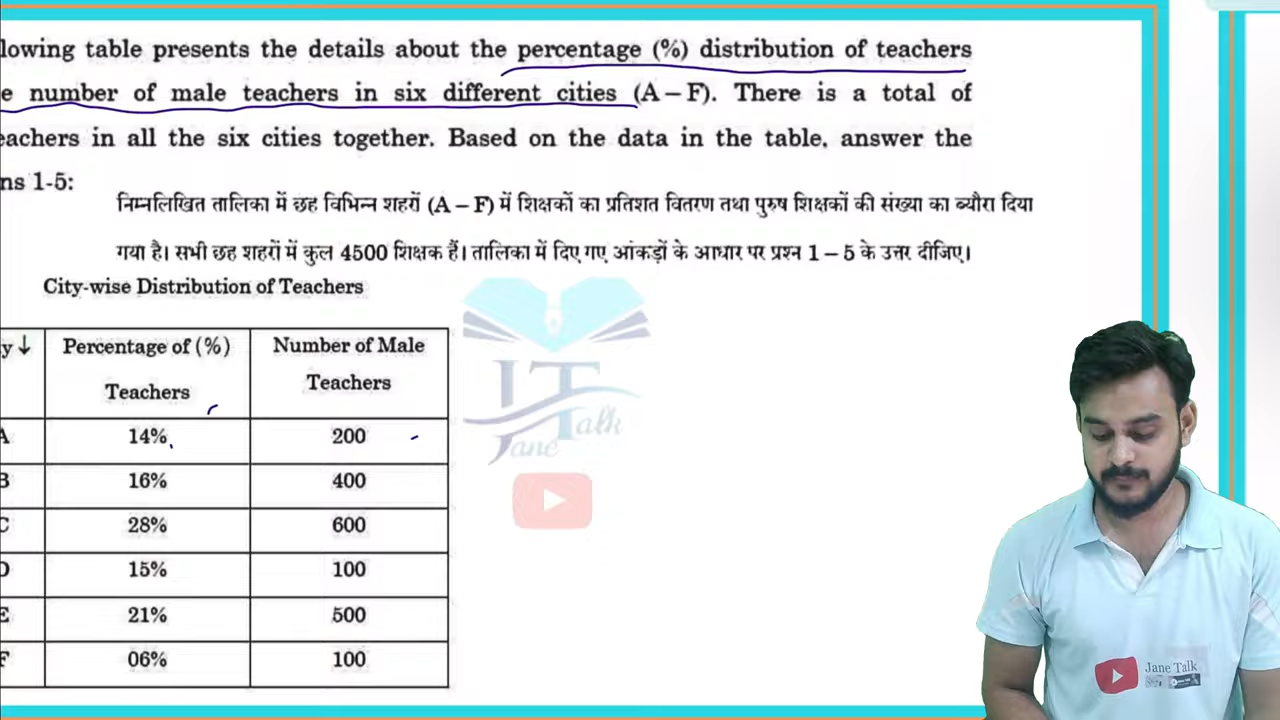 lowing table presents the details about the percentage (%) distribution of teachers
e number of male teachers in six different cities (A – F). There is a total of
eachers in all the six cities together. Based on the data in the table, answer the
ns 1-5:
निम्नलिखित तालिका में छह विभिन्न शहरों (A – F) में शिक्षकों का प्रतिशत वितरण तथा पुरुष शिक्षकों की संख्या का ब्यौरा दिया
गया है। सभी छह शहरों में कुल 4500 शिक्षक हैं। तालिका में दिए गए आंकड़ों के आधार पर प्रश्न 1 – 5 के उत्तर दीजिए।
City-wise Distribution of Teachers
y↓ Percentage of (%) Number of Male
Teachers Teachers
A 14% 200
B 16% 400
C 28% 600
D 15% 100
E 21% 500
F 06% 100
JT
Jane Talk
Jane Talk